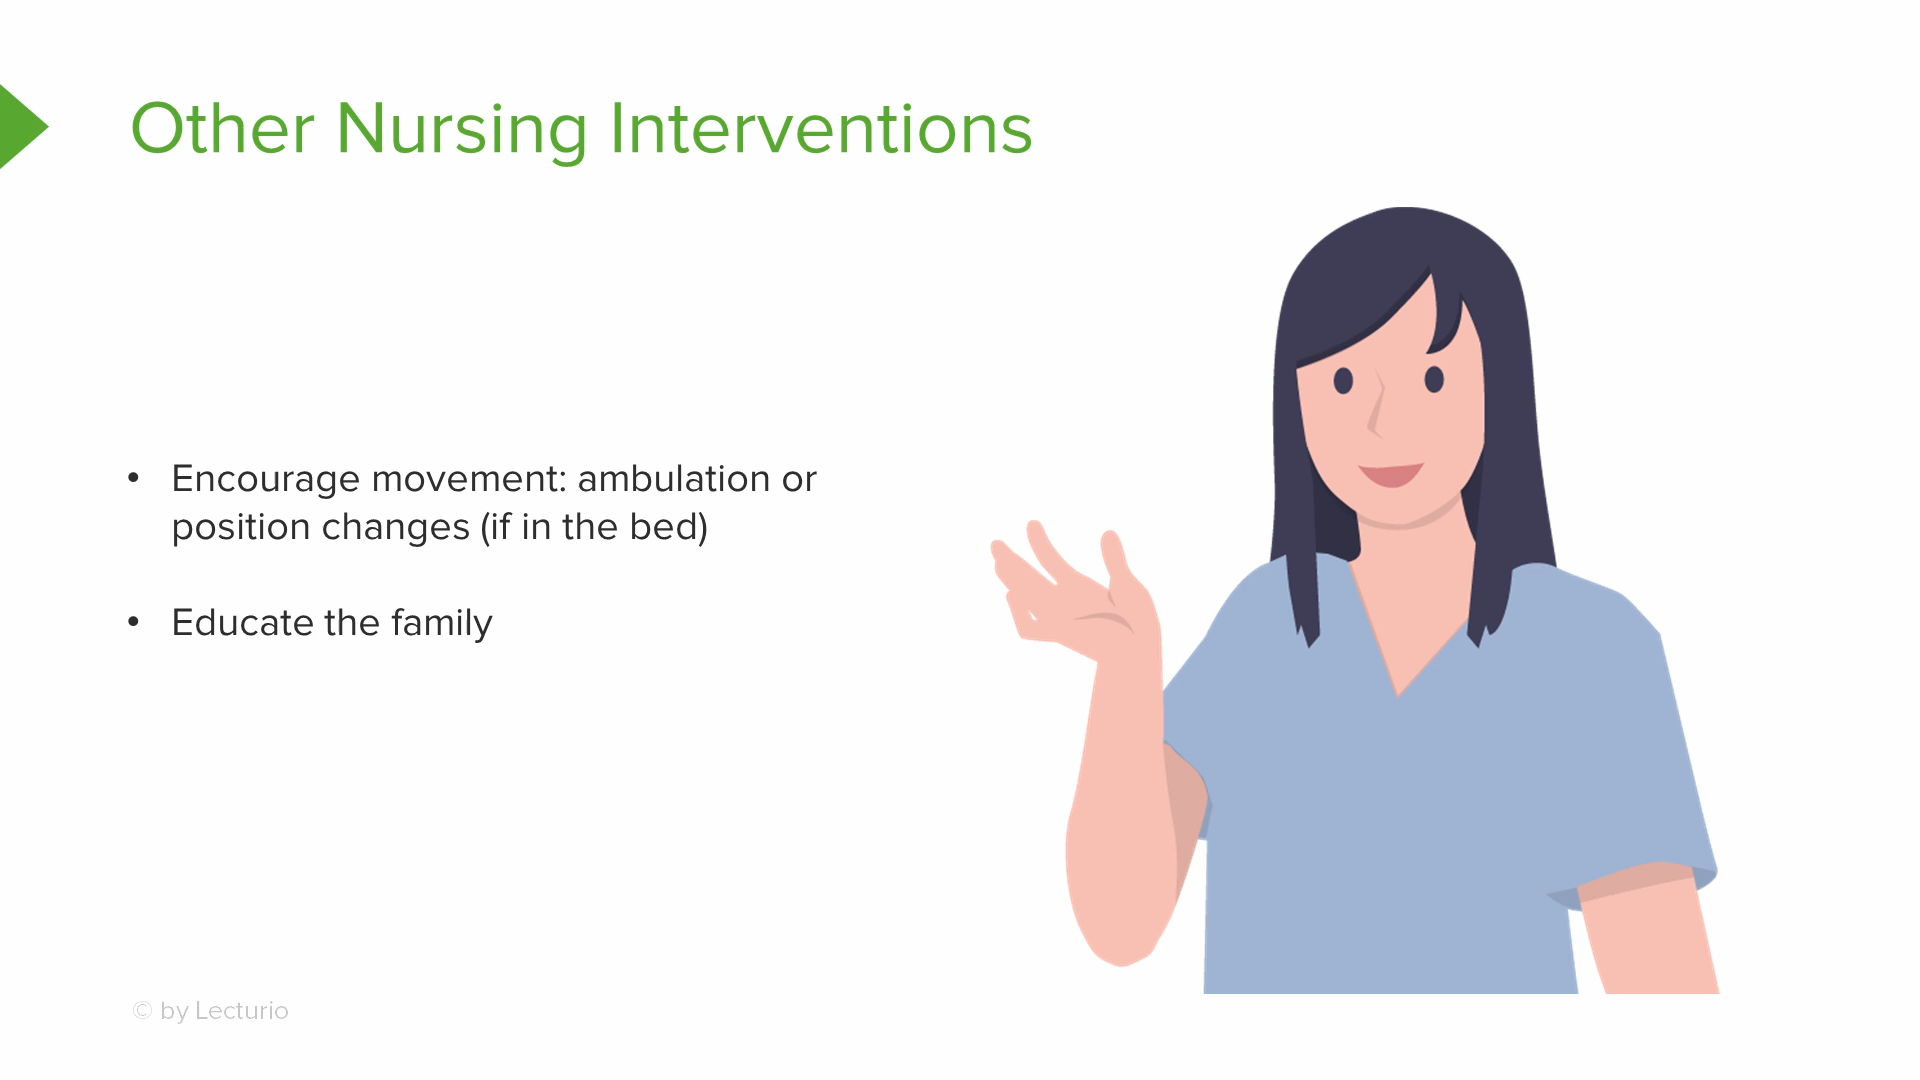 Other Nursing Interventions
• Encourage movement: ambulation or
position changes (if in the bed)
• Educate the family
© by Lecturio